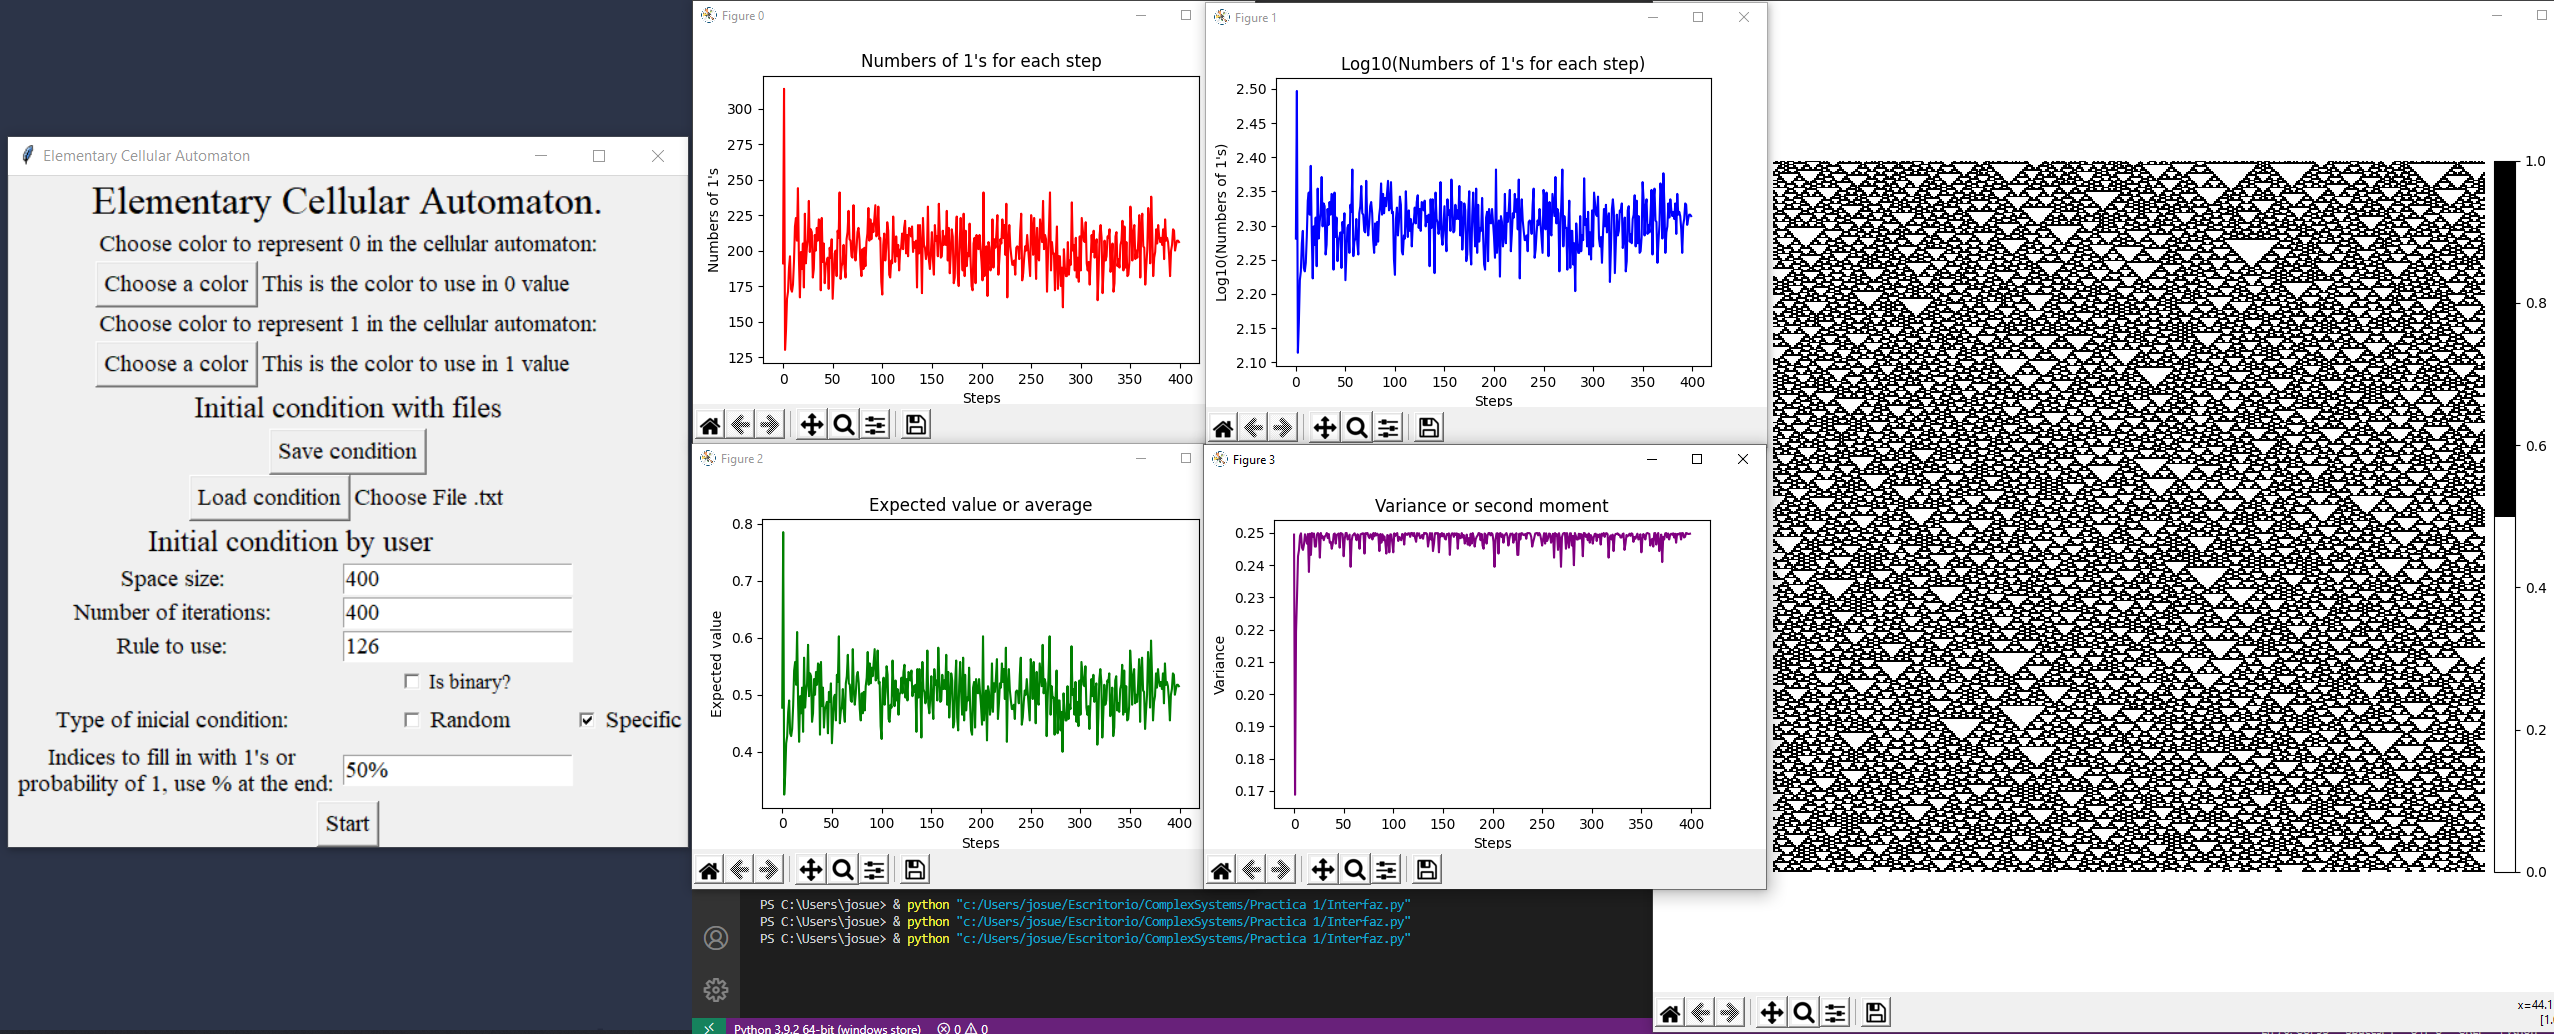 Elementary Cellular Automaton
Elementary Cellular Automaton.
Choose color to represent 0 in the cellular automaton:
Choose a color This is the color to use in 0 value
Choose color to represent 1 in the cellular automaton:
Choose a color This is the color to use in 1 value
Initial condition with files
Save condition
Load condition Choose File .txt
Initial condition by user
Space size: 400
Number of iterations: 400
Rule to use: 126
Is binary?
Type of inicial condition: Random Specific
Indices to fill in with 1's or
probability of 1, use % at the end: 50%
Start
Figure 0
Numbers of 1's for each step
Numbers of 1's
300
275
250
225
200
175
150
125
0 50 100 150 200 250 300 350 400
Steps
Figure 1
Log10(Numbers of 1's for each step)
Log10(Numbers of 1's)
2.50
2.45
2.40
2.35
2.30
2.25
2.20
2.15
2.10
0 50 100 150 200 250 300 350 400
Steps
Figure 2
Expected value or average
Expected value
0.8
0.7
0.6
0.5
0.4
0 50 100 150 200 250 300 350 400
Steps
Figure 3
Variance or second moment
Variance
0.25
0.24
0.23
0.22
0.21
0.20
0.19
0.18
0.17
0 50 100 150 200 250 300 350 400
Steps
1.0
0.8
0.6
0.4
0.2
0.0
PS C:\Users\josue> & python "c:/Users/josue/Escritorio/ComplexSystems/Practica 1/Interfaz.py"
PS C:\Users\josue> & python "c:/Users/josue/Escritorio/ComplexSystems/Practica 1/Interfaz.py"
PS C:\Users\josue> & python "c:/Users/josue/Escritorio/ComplexSystems/Practica 1/Interfaz.py"
Python 3.9.2 64-bit (windows store) 0 0
x=44.1